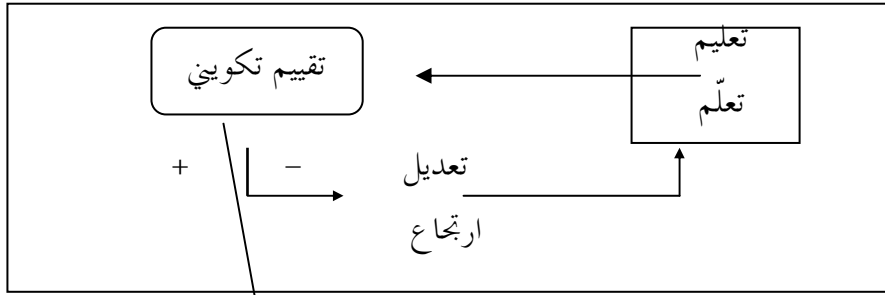 تعليم
تعلّم
تقييم تكويني
+
–
تعديل
ارتجاع